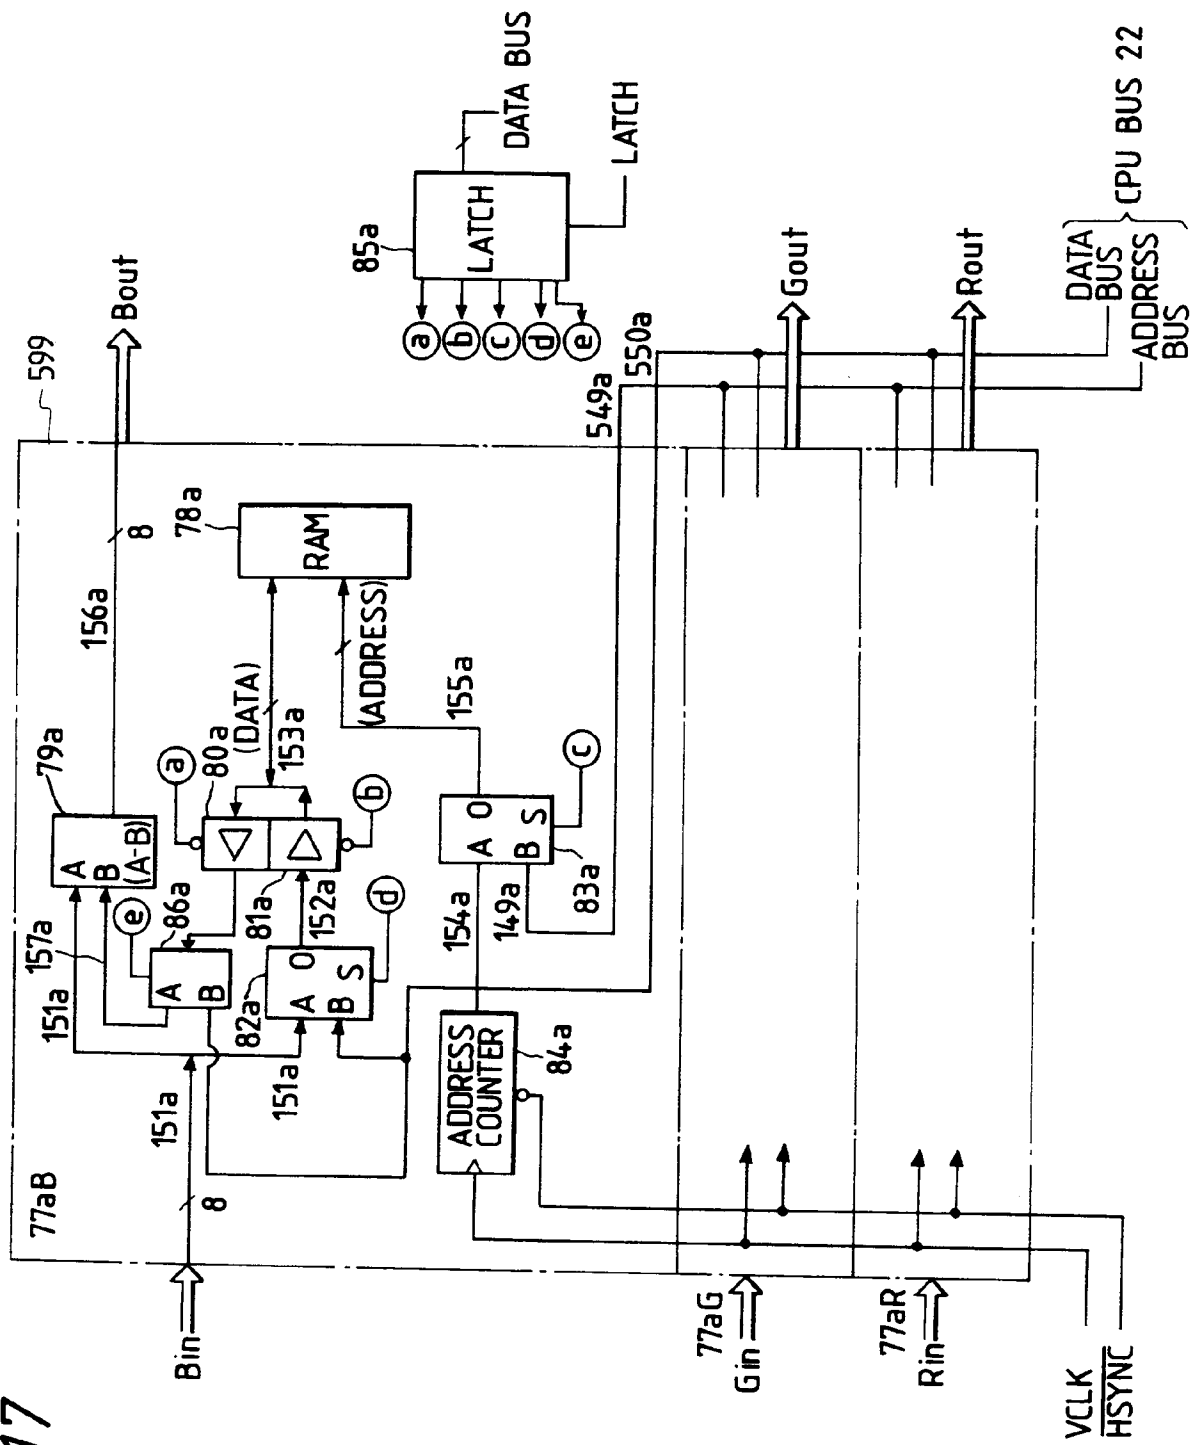 17
599
77aB
Bin
151a
8
151a
157a
79a
A
B
(A-B)
156a
8
Bout
e
86a
A
B
a
80a
(DATA)
153a
78a
RAM
81a
152a
b
82a
A
B
O
S
d
151a
(ADDRESS)
155a
ADDRESS
COUNTER
84a
154a
149a
A
B
O
S
83a
c
85a
LATCH
DATA BUS
LATCH
a
b
c
d
e
549a
550a
77aG
Gin
Gout
77aR
Rin
Rout
VCLK
HSYNC
DATA
BUS
ADDRESS
BUS
CPU BUS 22